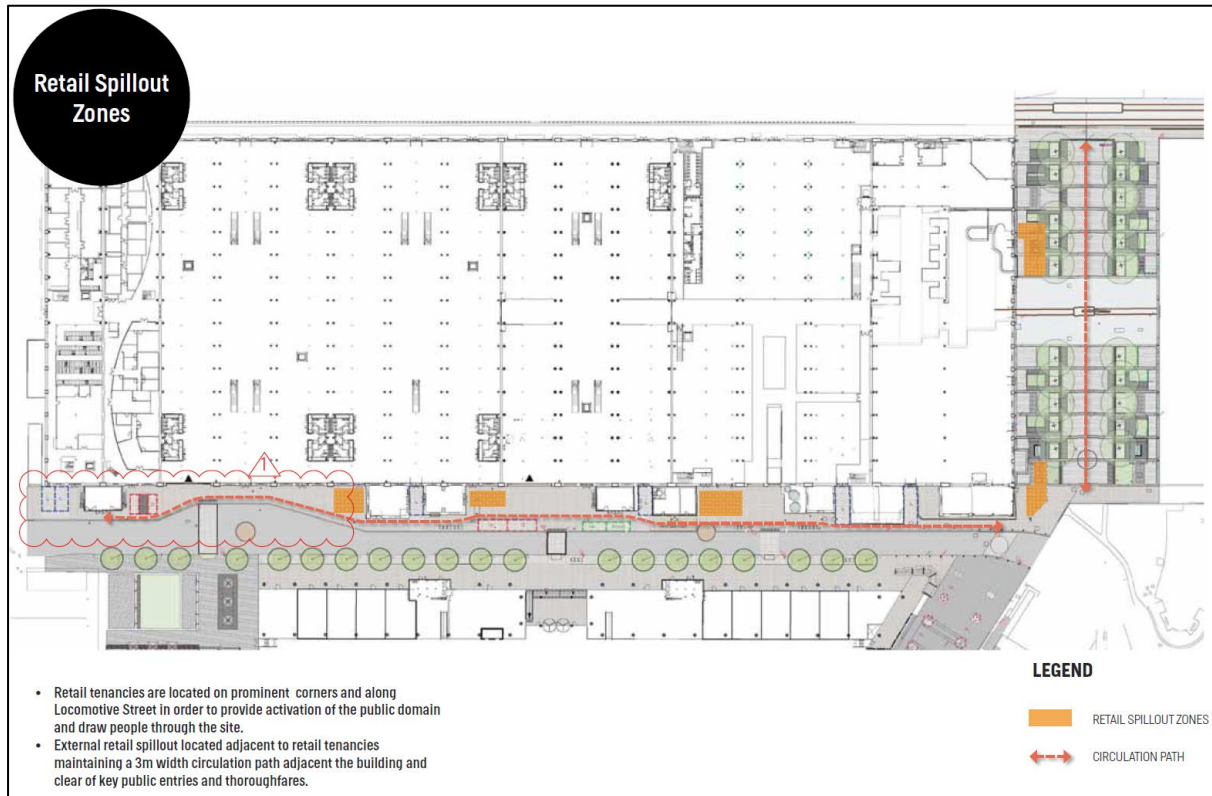 Retail Spillout
Zones
1
• Retail tenancies are located on prominent corners and along
Locomotive Street in order to provide activation of the public domain
and draw people through the site.
• External retail spillout located adjacent to retail tenancies
maintaining a 3m width circulation path adjacent the building and
clear of key public entries and thoroughfares.
LEGEND
RETAIL SPILLOUT ZONES
CIRCULATION PATH